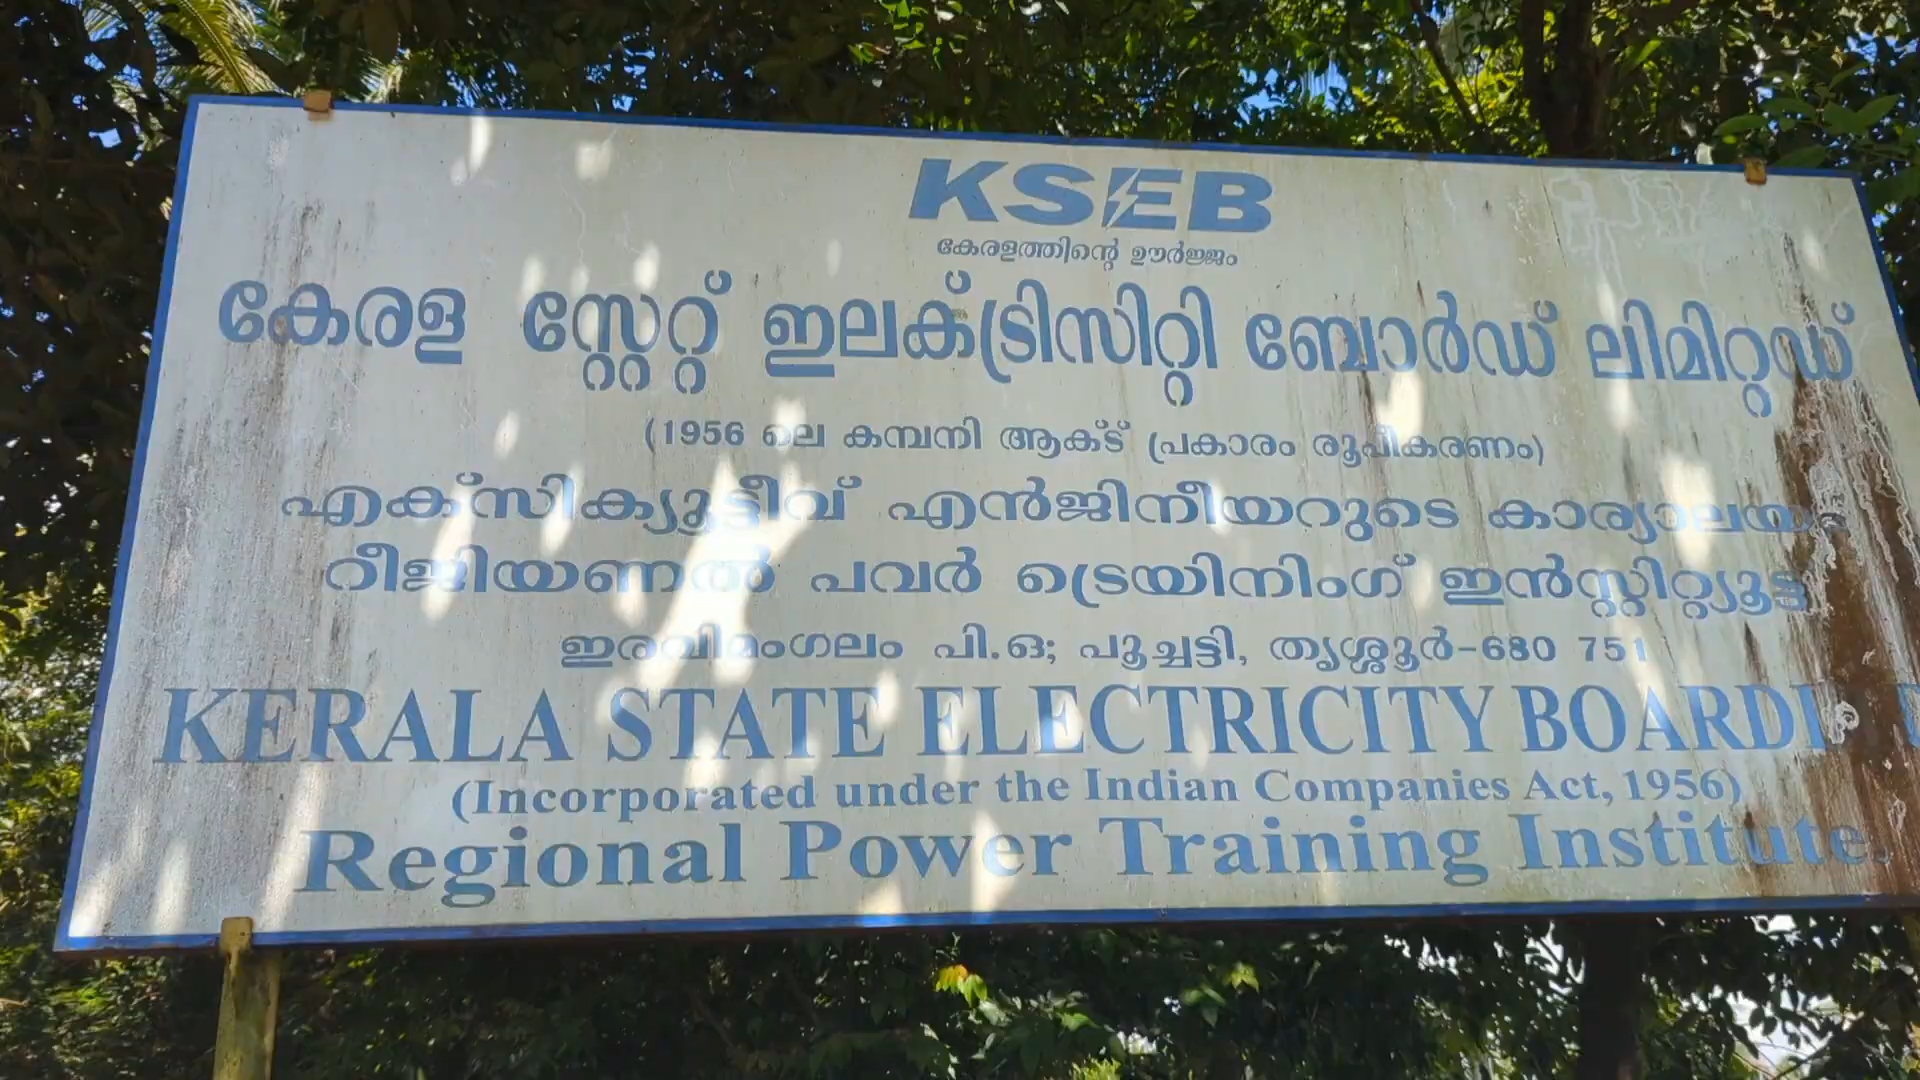 KSEB
കേരളത്തിന്റെ ഊർജ്ജം
കേരള സ്റ്റേറ്റ് ഇലക്ട്രിസിറ്റി ബോർഡ് ലിമിറ്റഡ്
(1956 ലെ കമ്പനി ആക്ട് പ്രകാരം രൂപീകരണം)
എക്സിക്യൂട്ടീവ് എൻജിനീയറുടെ കാര്യാലയം
റീജിയണൽ പവർ ട്രെയിനിംഗ് ഇൻസ്റ്റിറ്റ്യൂട്ട്
ഇരവിമംഗലം പി.ഒ; പൂച്ചട്ടി, തൃശ്ശൂർ-680 751
KERALA STATE ELECTRICITY BOARD
(Incorporated under the Indian Companies Act, 1956)
Regional Power Training Institute.